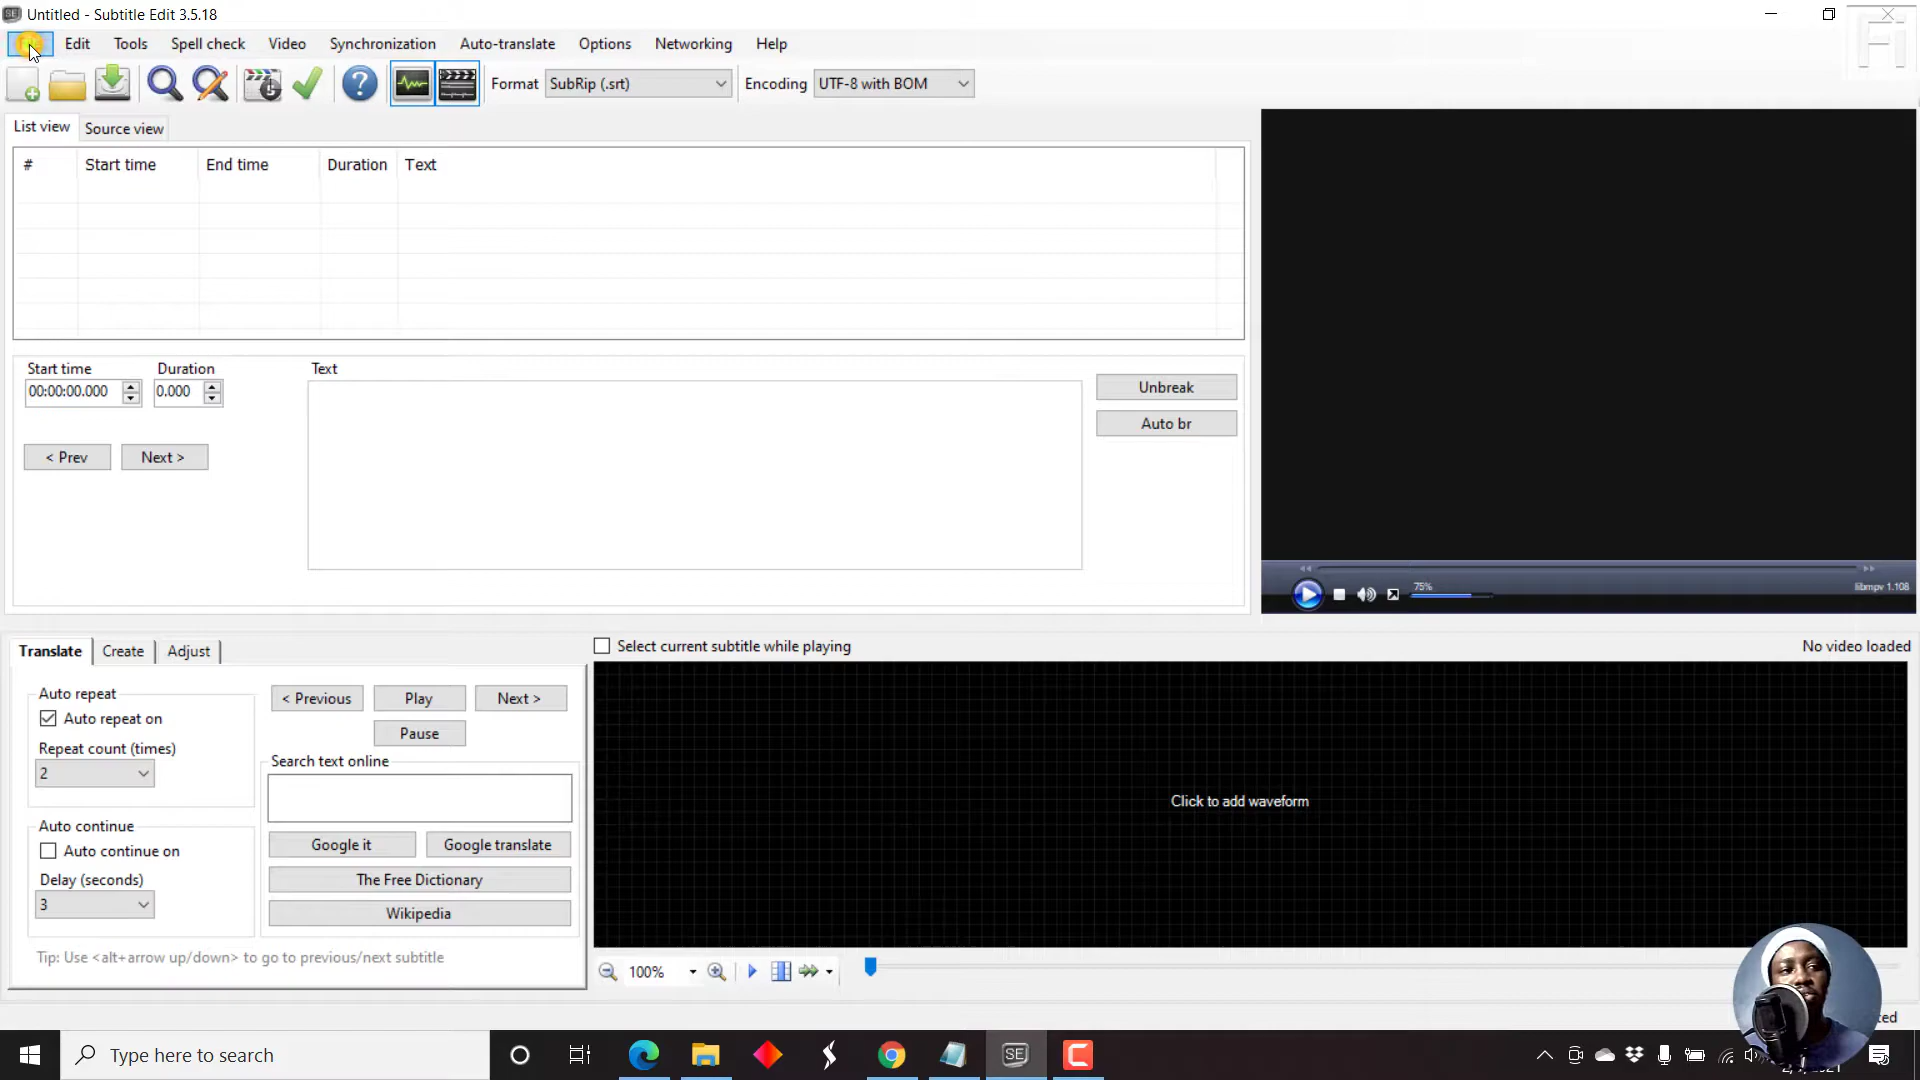 Untitled - Subtitle Edit 3.5.18
Edit Tools Spell check Video Synchronization Auto-translate Options Networking Help
Format SubRip (.srt) Encoding UTF-8 with BOM
List view Source view
# Start time End time Duration Text
Start time Duration Text
00:00:00.000 0.000
Unbreak
Auto br
< Prev Next >
75%
libmpv 1.108
Translate Create Adjust
Select current subtitle while playing
No video loaded
Auto repeat
Auto repeat on
Repeat count (times)
2
Auto continue
Auto continue on
Delay (seconds)
3
< Previous Play Next >
Pause
Search text online
Google it Google translate
The Free Dictionary
Wikipedia
Tip: Use <alt+arrow up/down> to go to previous/next subtitle
Click to add waveform
100%
Type here to search
SE